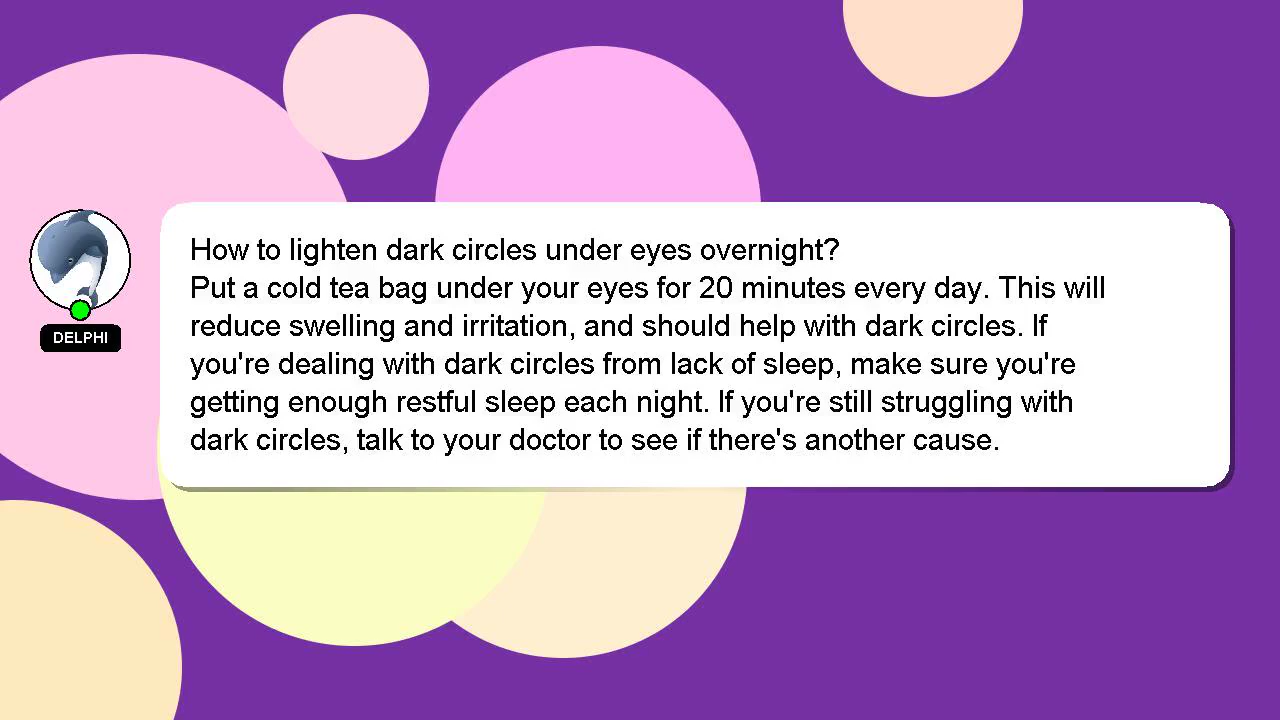 How to lighten dark circles under eyes overnight?
Put a cold tea bag under your eyes for 20 minutes every day. This will
reduce swelling and irritation, and should help with dark circles. If
you're dealing with dark circles from lack of sleep, make sure you're
getting enough restful sleep each night. If you're still struggling with
dark circles, talk to your doctor to see if there's another cause.
DELPHI